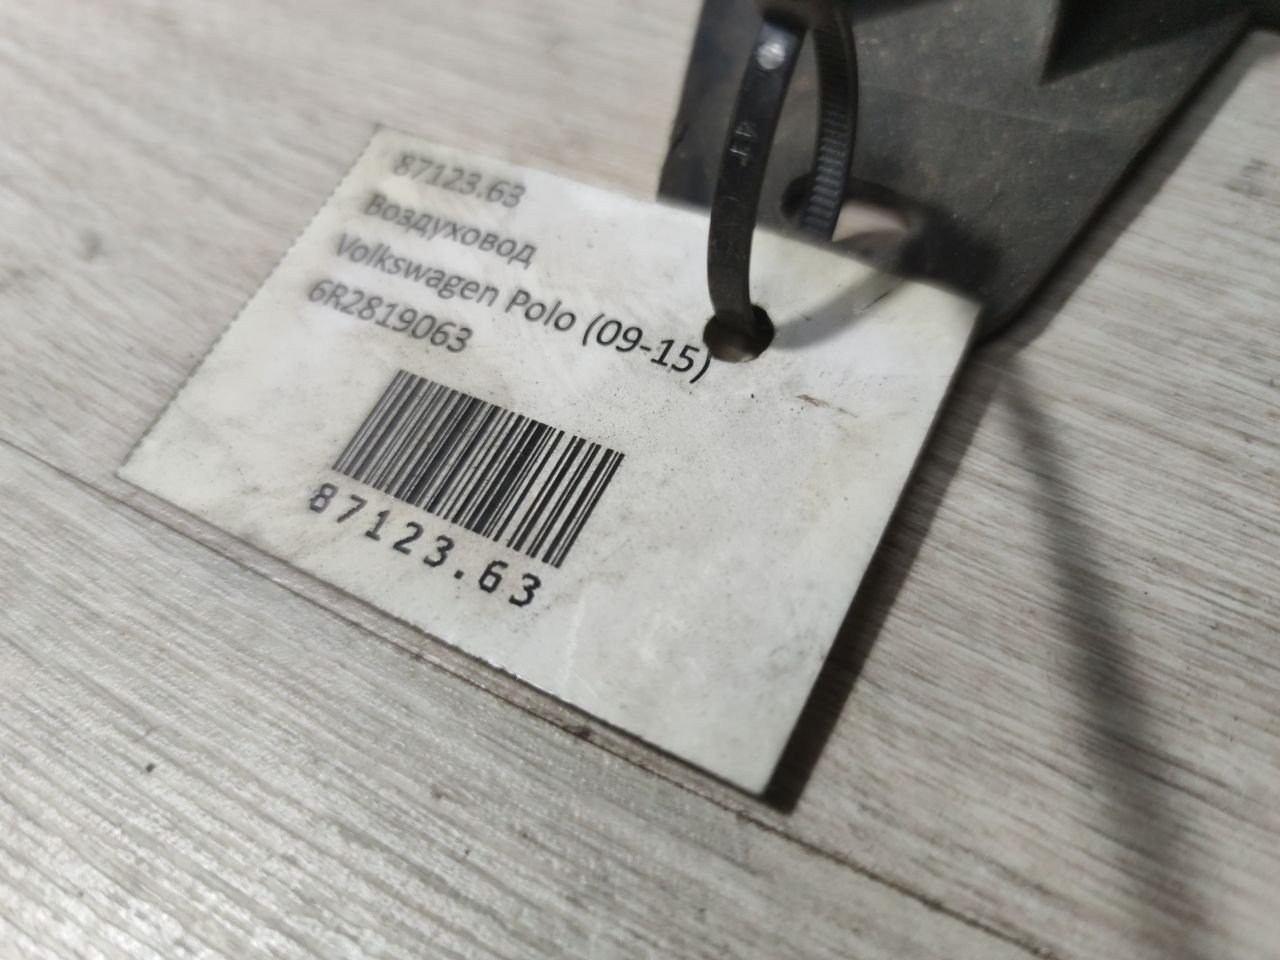 87123.63
Воздуховод
Volkswagen Polo (09-15)
6R2819063
87123.63